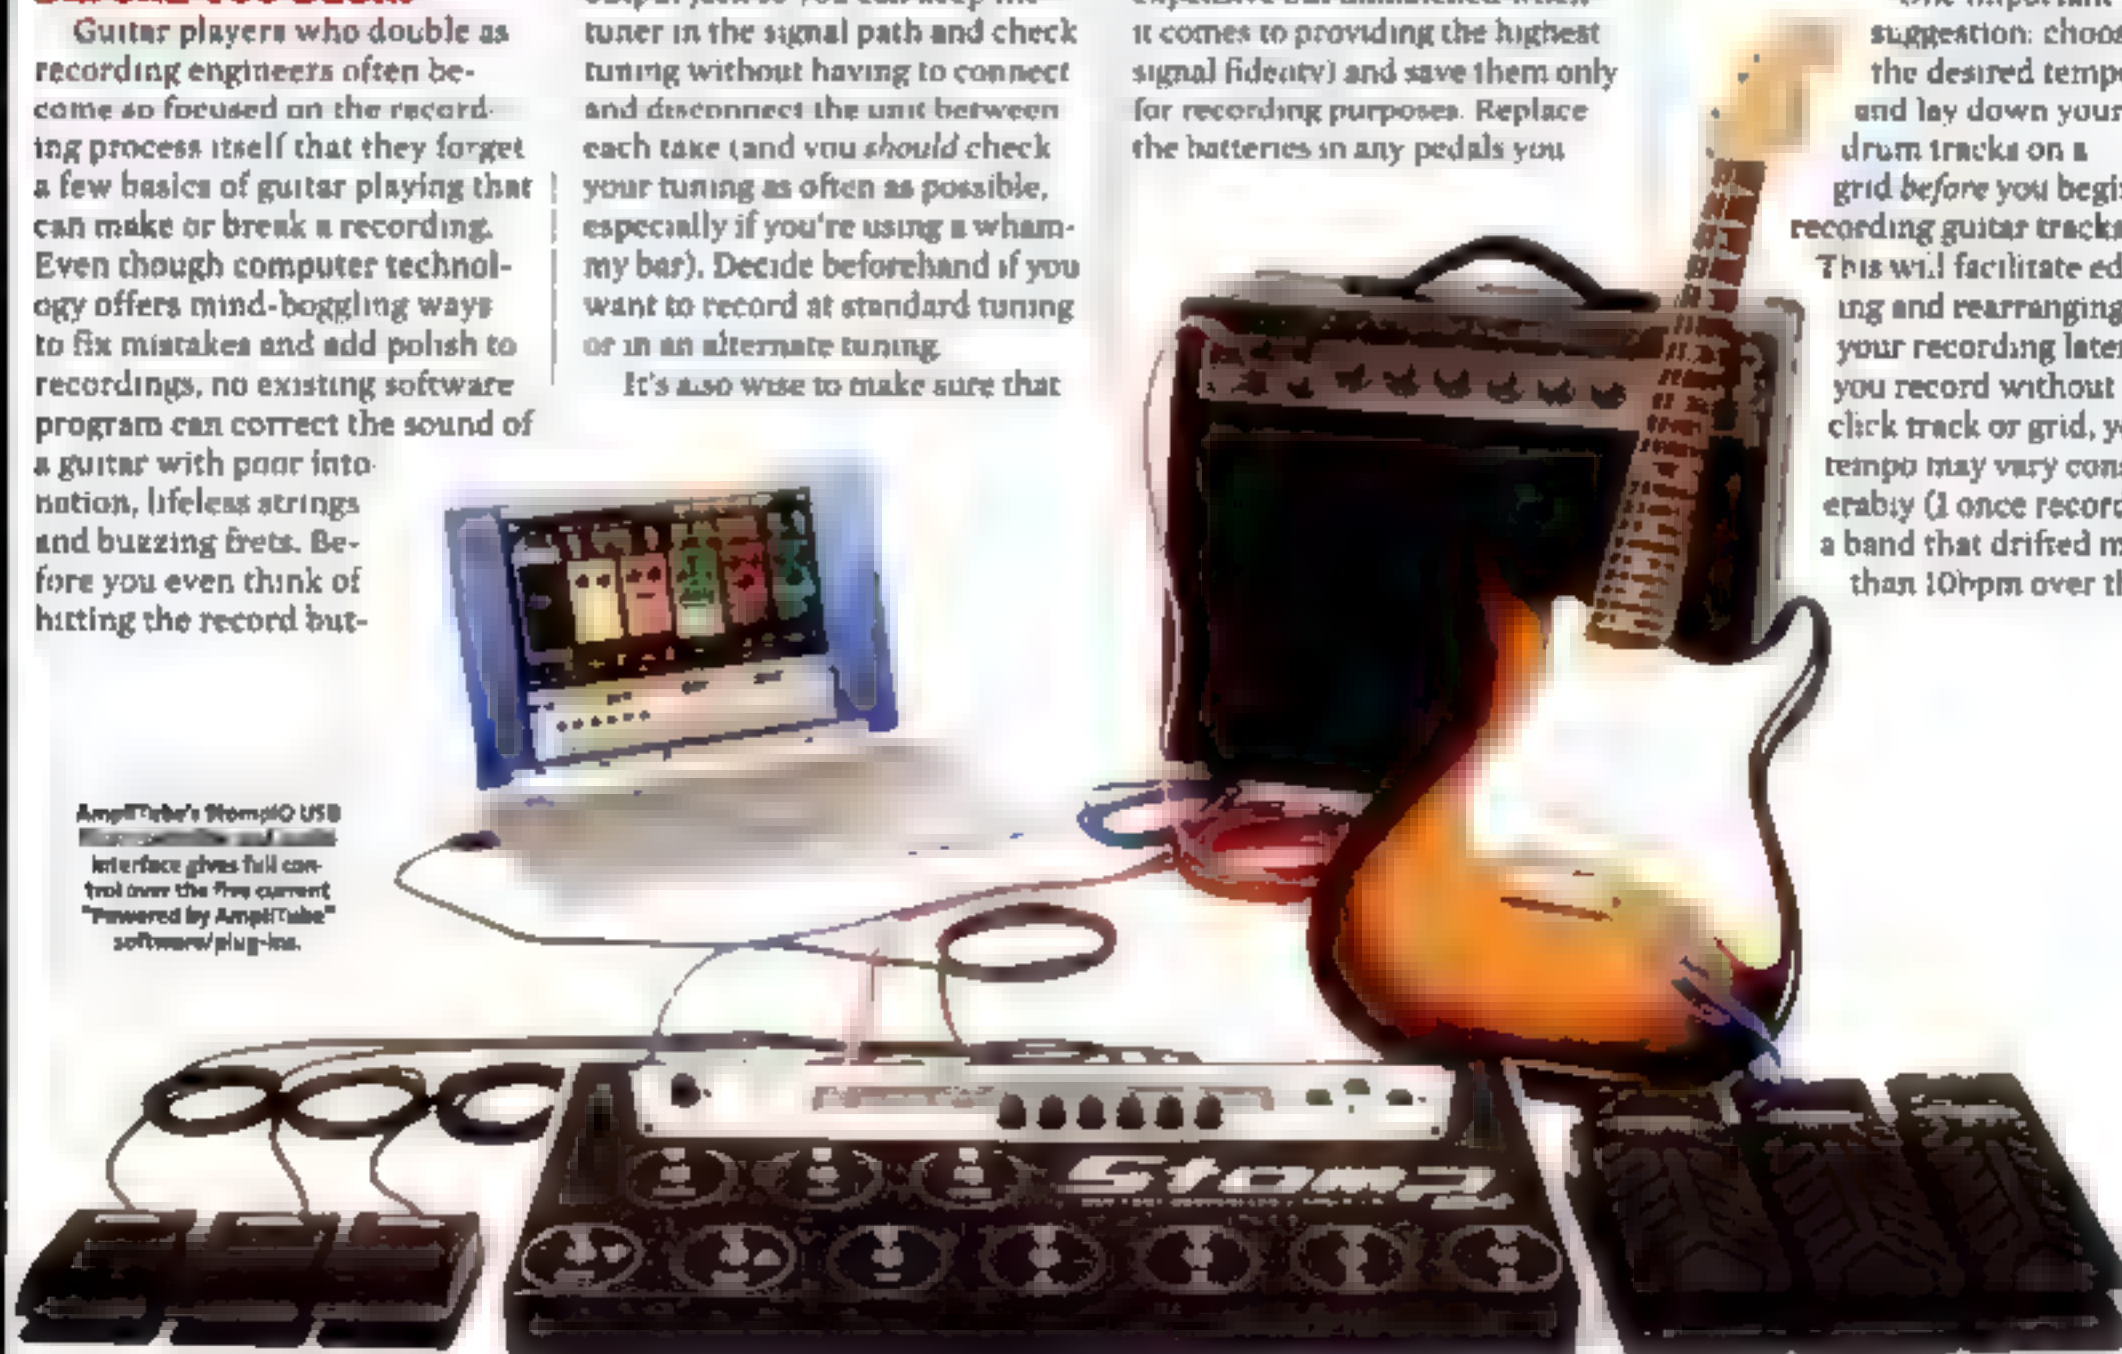 Guitar players who double as
recording engineers often be-
come so focused on the record-
ing process itself that they forget
a few basics of guitar playing that
can make or break a recording.
Even though computer technol-
ogy offers mind-boggling ways
to fix mistakes and add polish to
recordings, no existing software
program can correct the sound of
a guitar with poor into-
nation, lifeless strings
and buzzing frets. Be-
fore you even think of
hitting the record but-
AmpliTube's StompIO USB
interface gives full con-
trol over the five current
"Powered by AmpliTube"
software/plug-ins.
tuner in the signal path and check
tuning without having to connect
and disconnect the unit between
each take (and you should check
your tuning as often as possible,
especially if you're using a wham-
my bar). Decide beforehand if you
want to record at standard tuning
or in an alternate tuning.
It's also wise to make sure that
it comes to providing the highest
signal fidelity) and save them only
for recording purposes. Replace
the batteries in any pedals you
suggestion: choos
the desired temp
and lay down your
drum tracks on a
grid before you begi
recording guitar tracks
This will facilitate ed
ing and rearranging
your recording later
you record without
click track or grid, y
tempo may vary cons
erably (I once record
a band that drifted m
than 10bpm over th
Stomp